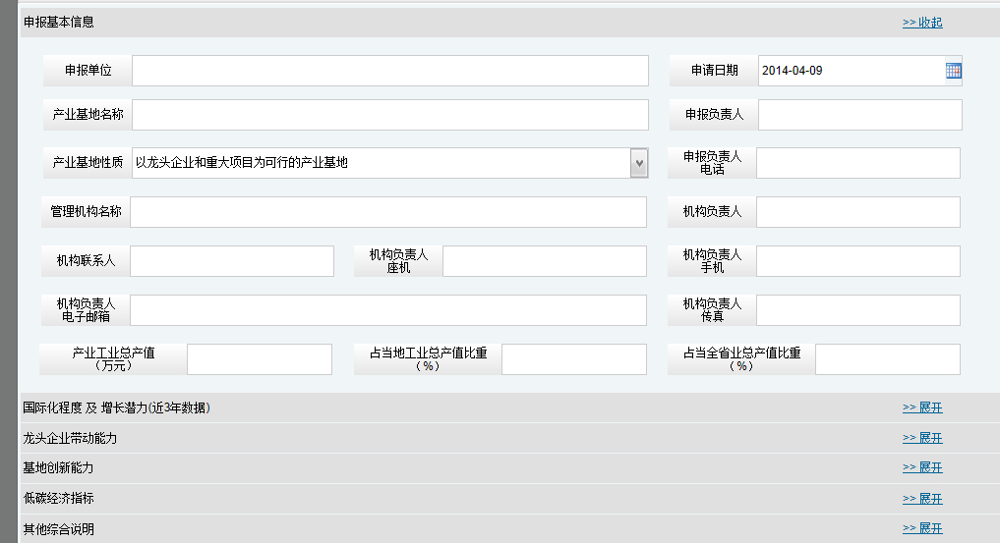 申报基本信息 >> 收起
申报单位 申请日期 2014-04-09
产业基地名称 申报负责人
产业基地性质 以龙头企业和重大项目为可行的产业基地 申报负责人
电话
管理机构名称 机构负责人
机构联系人 机构负责人
座机 机构负责人
手机
机构负责人
电子邮箱 机构负责人
传真
产业工业总产值
（万元） 占当地工业总产值比重
（%） 占当全省业总产值比重
（%）
国际化程度 及 增长潜力(近3年数据) >> 展开
龙头企业带动能力 >> 展开
基地创新能力 >> 展开
低碳经济指标 >> 展开
其他综合说明 >> 展开